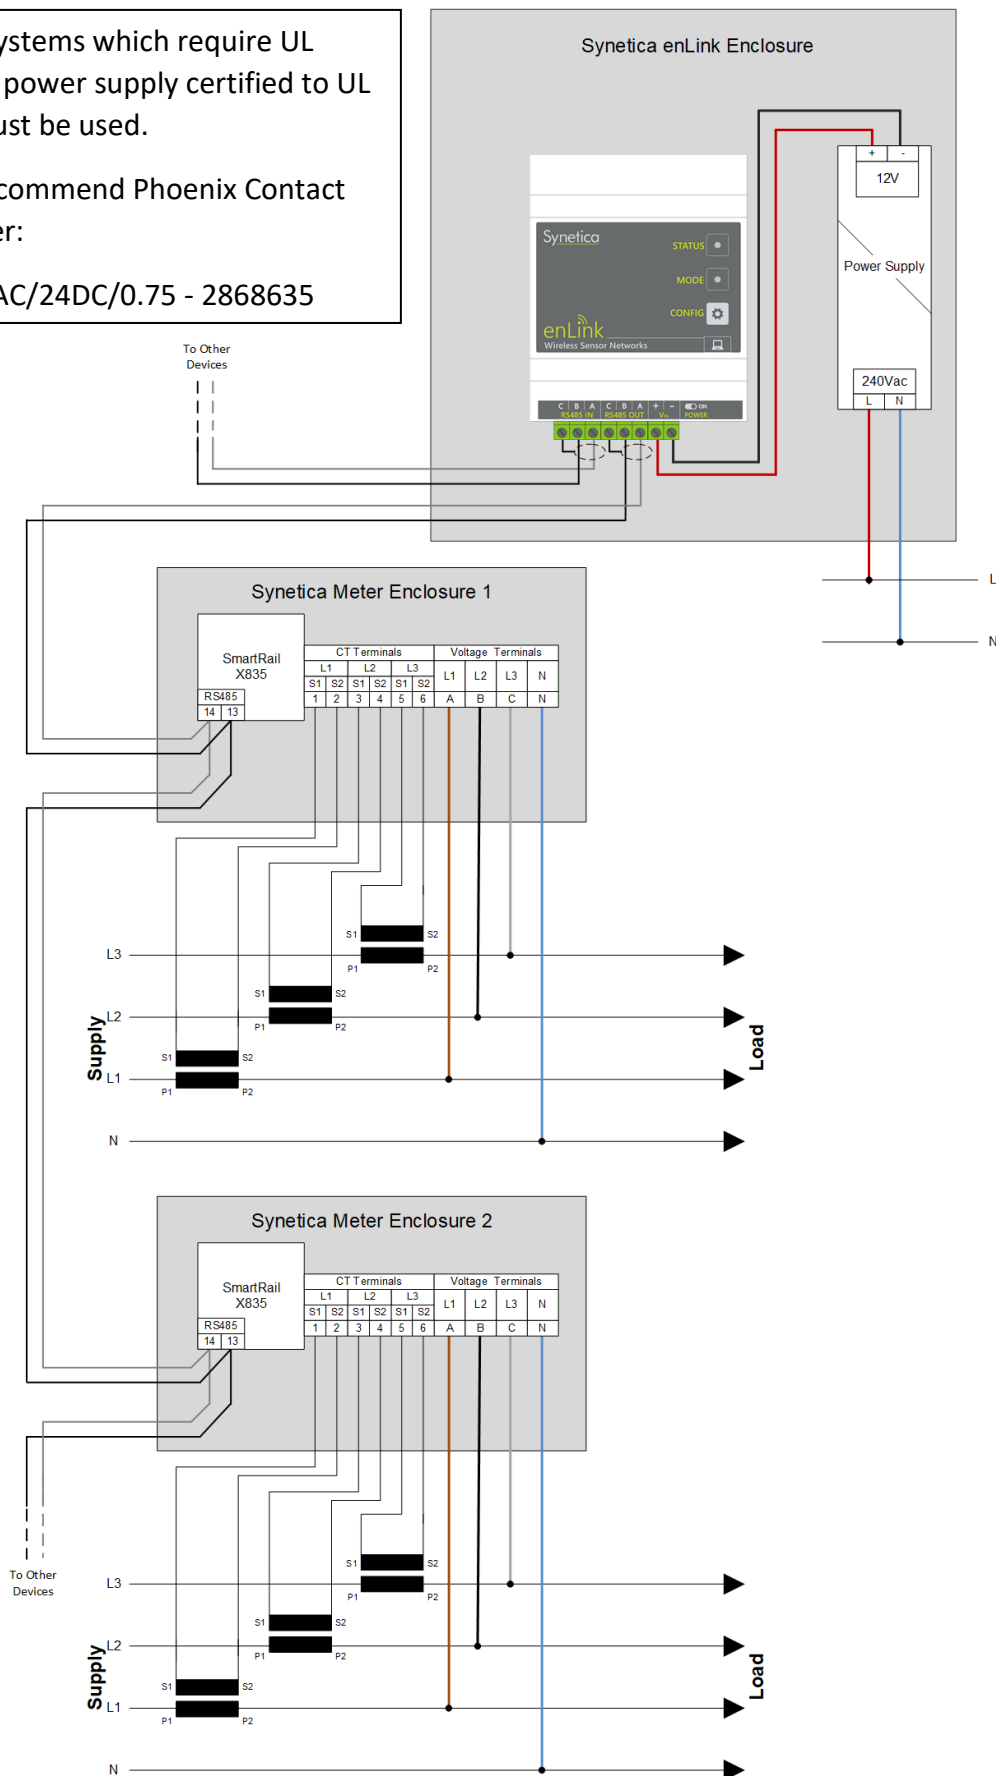 ystems which require UL
power supply certified to UL
ust be used.
commend Phoenix Contact
er:
AC/24DC/0.75 - 2868635
Synetica enLink Enclosure
+ -
12V
Power Supply
240Vac
L N
Synetica
STATUS
MODE
CONFIG
enLink
Wireless Sensor Networks
C B A C B A + - ON
RS485 IN RS485 OUT Vin POWER
To Other
Devices
L
N
Synetica Meter Enclosure 1
SmartRail
X835
RS485
14 13
CT Terminals Voltage Terminals
L1 L2 L3 L1 L2 L3 N
S1 S2 S1 S2 S1 S2
1 2 3 4 5 6 A B C N
S1 S2
L3
P1 P2
S1 S2
L2
P1 P2
Supply
Load
S1 S2
L1
P1 P2
N
Synetica Meter Enclosure 2
SmartRail
X835
RS485
14 13
CT Terminals Voltage Terminals
L1 L2 L3 L1 L2 L3 N
S1 S2 S1 S2 S1 S2
1 2 3 4 5 6 A B C N
To Other
Devices
S1 S2
L3
P1 P2
S1 S2
L2
P1 P2
Supply
Load
S1 S2
L1
P1 P2
N